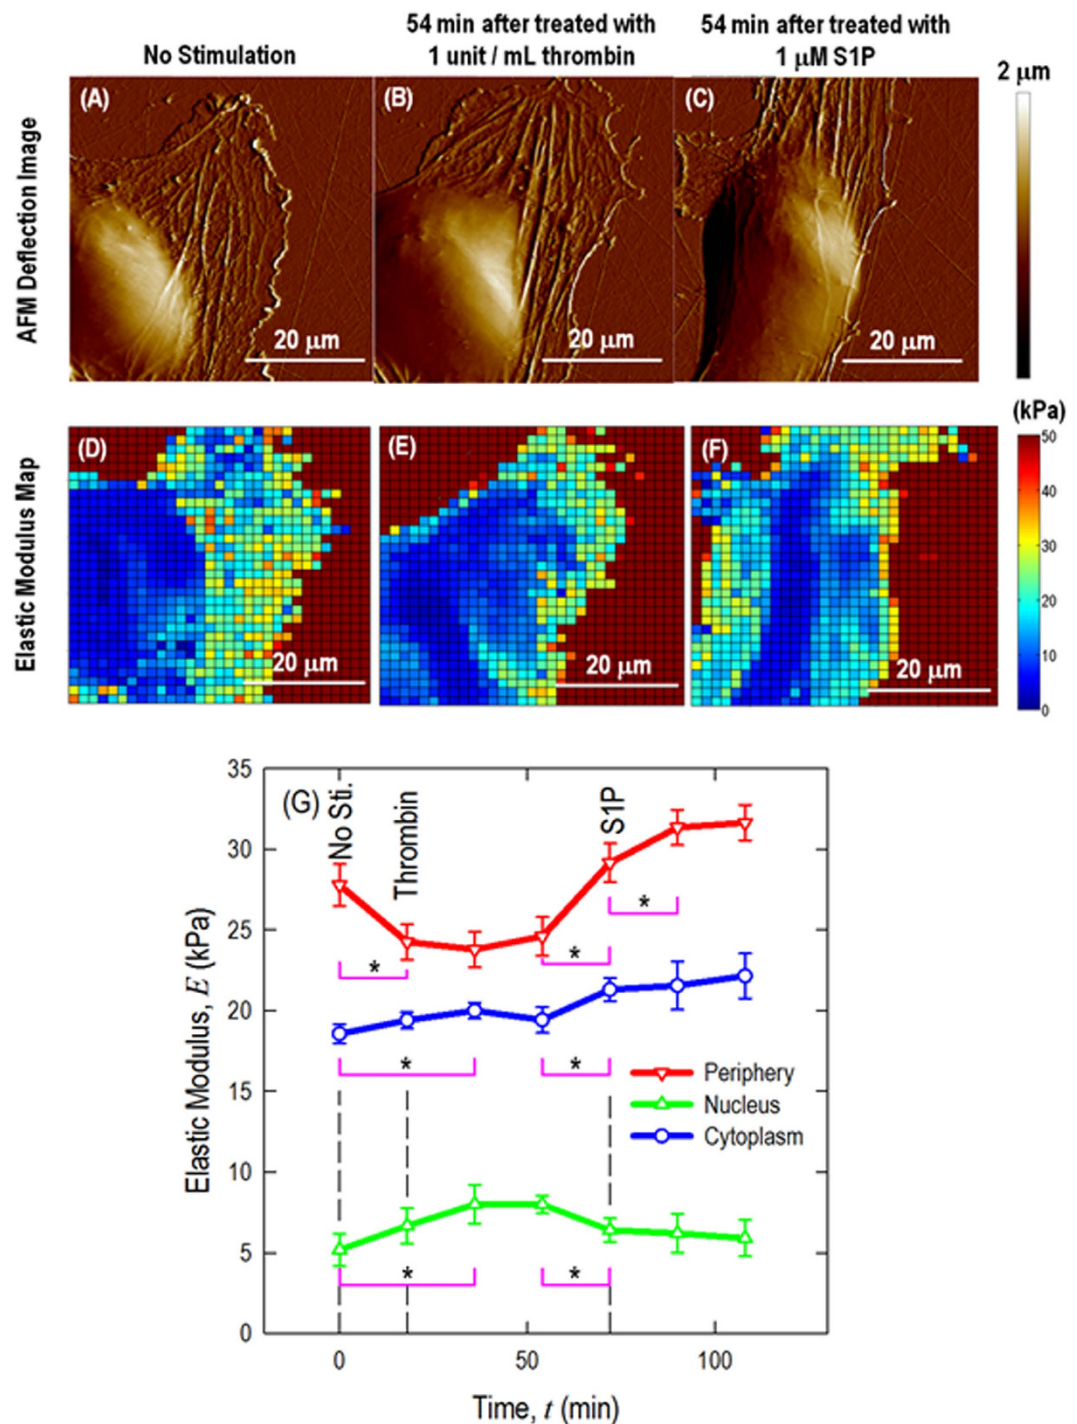 No Stimulation
54 min after treated with
1 unit / mL thrombin
54 min after treated with
1 μM S1P
2 μm
AFM Deflection Image
(A)
(B)
(C)
20 μm
20 μm
20 μm
(kPa)
Elastic Modulus Map
(D)
(E)
(F)
20 μm
20 μm
20 μm
50
40
30
20
10
0
(G)
No Sti.
Thrombin
S1P
*
*
*
*
*
*
*
Periphery
Nucleus
Cytoplasm
Elastic Modulus, E (kPa)
35
30
25
20
15
10
5
0
0
50
100
Time, t (min)